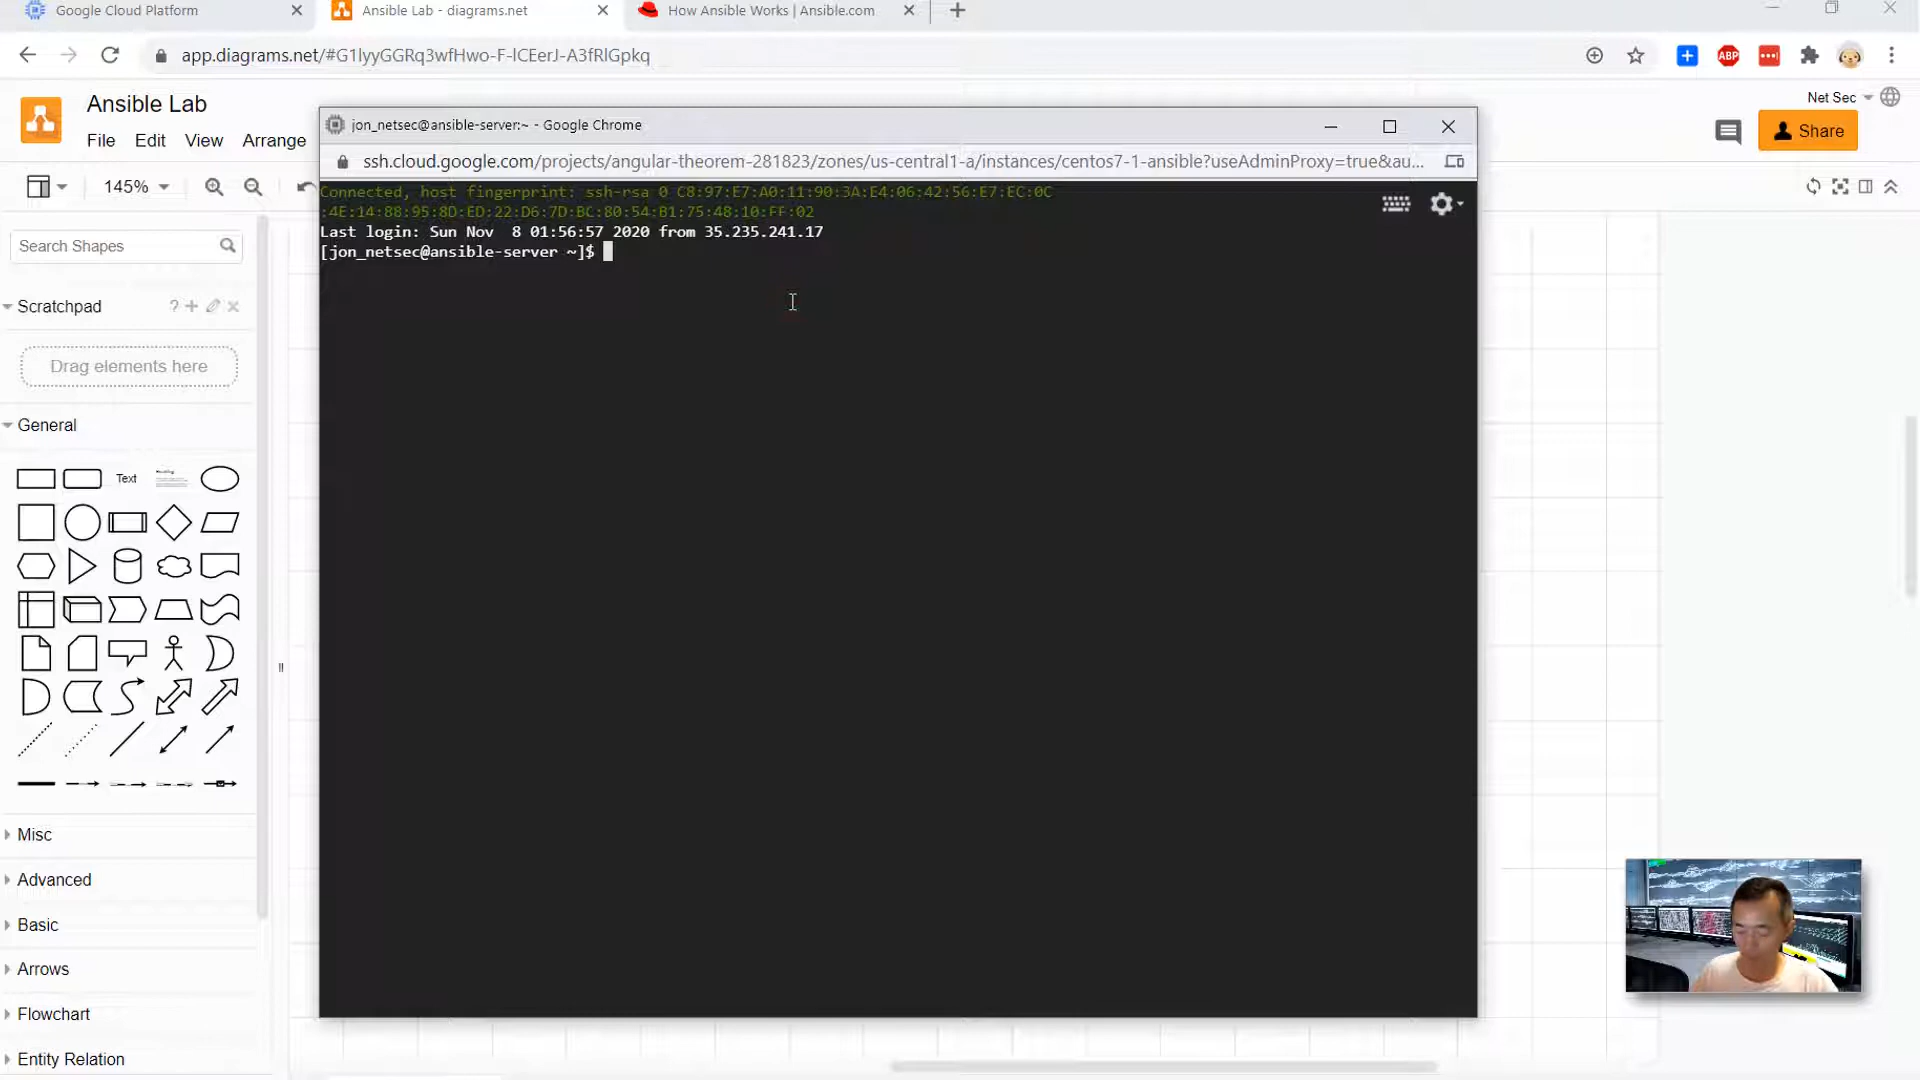 Google Cloud Platform
Ansible Lab - diagrams.net
How Ansible Works | Ansible.com
app.diagrams.net/#G1lyyGGRq3wfHwo-F-lCEerJ-A3fRlGpkq
ABP
Ansible Lab
Net Sec
File Edit View Arrange
Share
145%
jon_netsec@ansible-server:~ - Google Chrome
ssh.cloud.google.com/projects/angular-theorem-281823/zones/us-central1-a/instances/centos7-1-ansible?useAdminProxy=true&au...
Connected, host fingerprint: ssh-rsa 0 C8:97:E7:A0:11:90:3A:E4:06:42:56:E7:EC:0C
:4E:14:88:95:8D:ED:22:D6:7D:BC:80:54:B1:75:48:10:FF:02
Last login: Sun Nov  8 01:56:57 2020 from 35.235.241.17
[jon_netsec@ansible-server ~]$
Search Shapes
Scratchpad
?
Drag elements here
General
Text
Misc
Advanced
Basic
Arrows
Flowchart
Entity Relation